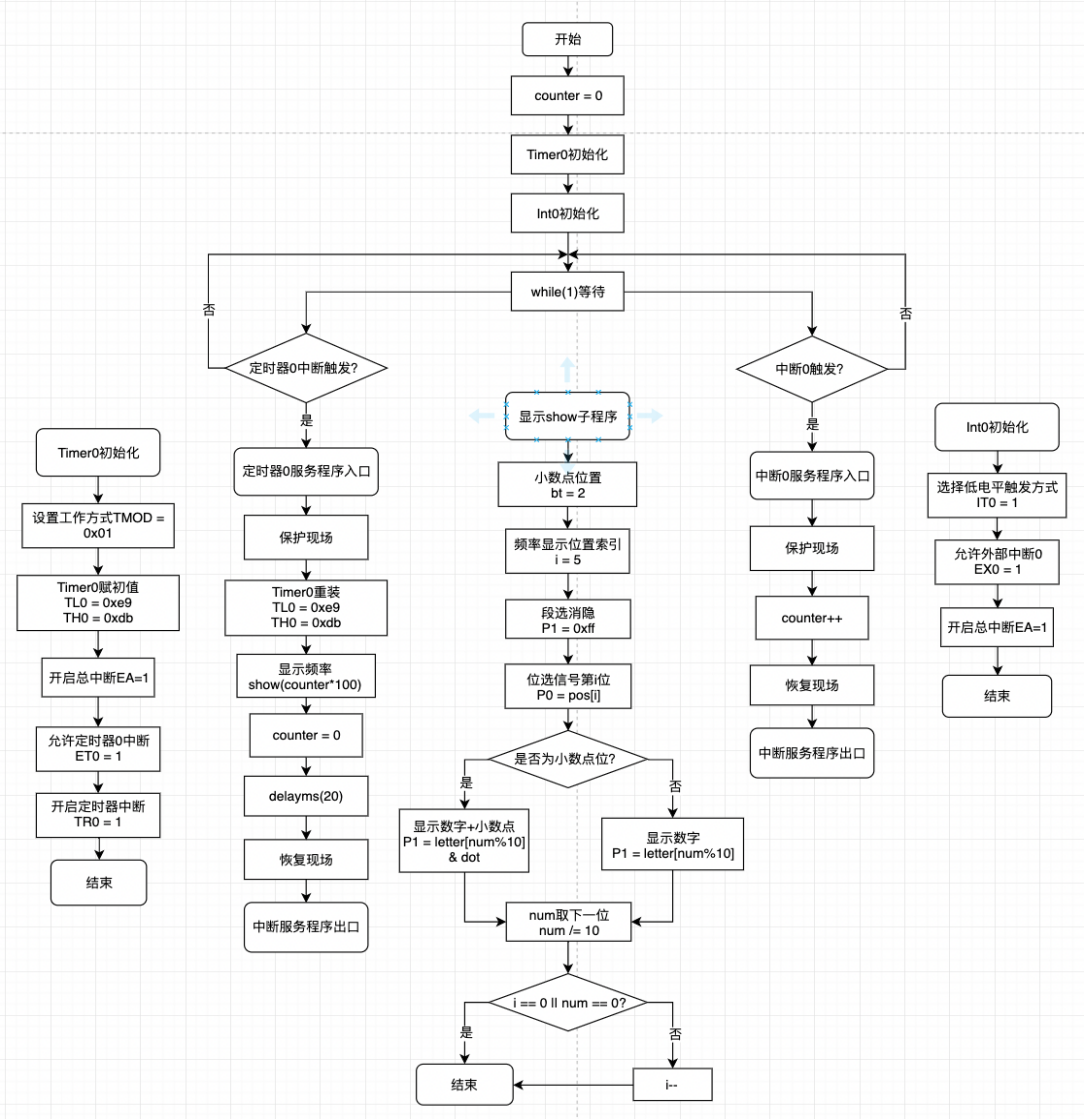 开始
counter = 0
Timer0初始化
Int0初始化
while(1)等待
否
否
定时器0中断触发?
中断0触发?
是
是
Timer0初始化
设置工作方式TMOD =
0x01
Timer0赋初值
TL0 = 0xe9
TH0 = 0xdb
开启总中断EA=1
允许定时器0中断
ET0 = 1
开启定时器中断
TR0 = 1
结束
定时器0服务程序入口
保护现场
Timer0重装
TL0 = 0xe9
TH0 = 0xdb
显示频率
show(counter*100)
counter = 0
delayms(20)
恢复现场
中断服务程序出口
显示show子程序
小数点位置
bt = 2
频率显示位置索引
i = 5
段选消隐
P1 = 0xff
位选信号第i位
P0 = pos[i]
是否为小数点位?
是
否
显示数字+小数点
P1 = letter[num%10]
& dot
显示数字
P1 = letter[num%10]
num取下一位
num /= 10
i == 0 || num == 0?
是
否
结束
i--
中断0服务程序入口
保护现场
counter++
恢复现场
中断服务程序出口
Int0初始化
选择低电平触发方式
IT0 = 1
允许外部中断0
EX0 = 1
开启总中断EA=1
结束